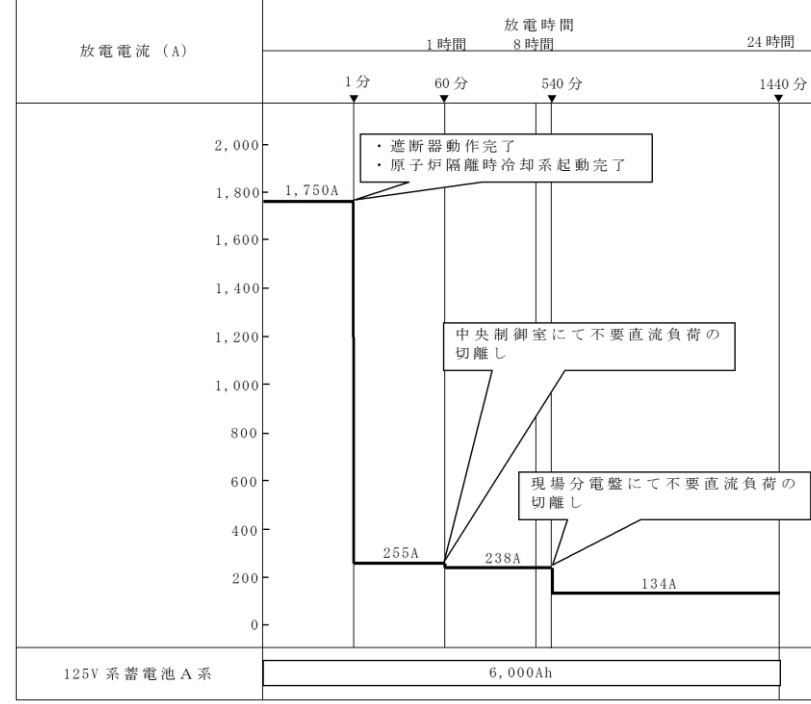 放電時間
放電電流 (A)
1時間 8時間 24時間
1分 60分 540分 1440分
・遮断器動作完了
・原子炉隔離時冷却系起動完了
2,000
1,800
1,750A
1,600
1,400
中央制御室にて不要直流負荷の
切離し
1,200
1,000
800
現場分電盤にて不要直流負荷の
切離し
600
400
255A
238A
134A
200
0
125V系蓄電池A系
6,000Ah